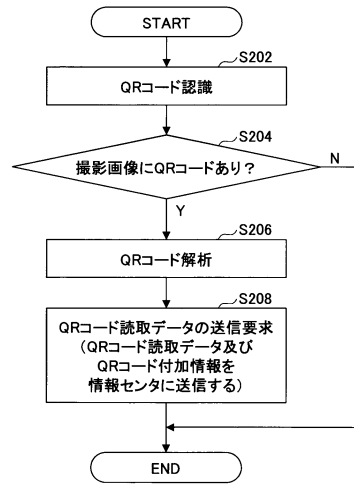 START
S202
QRコード認識
S204
撮影画像にQRコードあり？
N
Y
S206
QRコード解析
S208
QRコード読取データの送信要求
（QRコード読取データ及び
QRコード付加情報を
情報センタに送信する）
END